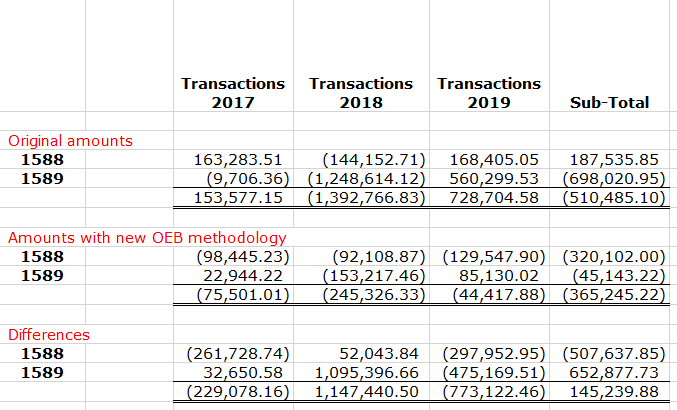 Transactions Transactions Transactions
2017 2018 2019 Sub-Total
Original amounts
1588 163,283.51 (144,152.71) 168,405.05 187,535.85
1589 (9,706.36) (1,248,614.12) 560,299.53 (698,020.95)
153,577.15 (1,392,766.83) 728,704.58 (510,485.10)
Amounts with new OEB methodology
1588 (98,445.23) (92,108.87) (129,547.90) (320,102.00)
1589 22,944.22 (153,217.46) 85,130.02 (45,143.22)
(75,501.01) (245,326.33) (44,417.88) (365,245.22)
Differences
1588 (261,728.74) 52,043.84 (297,952.95) (507,637.85)
1589 32,650.58 1,095,396.66 (475,169.51) 652,877.73
(229,078.16) 1,147,440.50 (773,122.46) 145,239.88